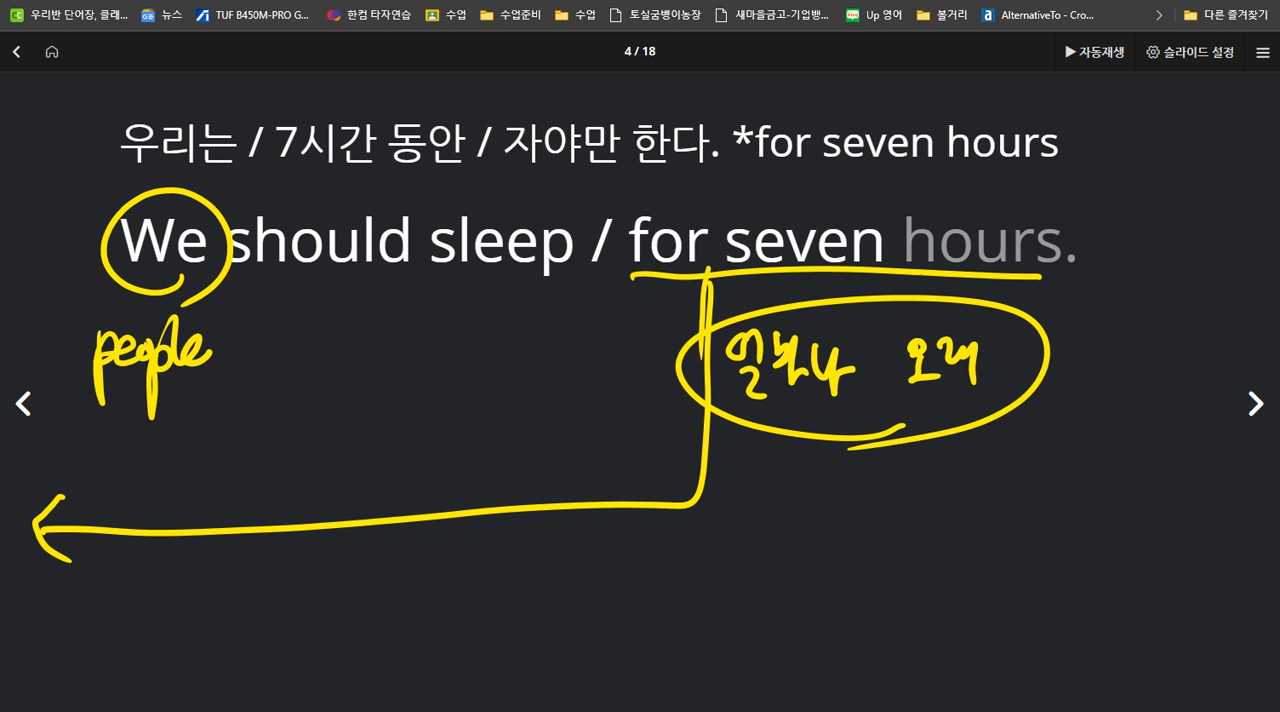 우리반 단어장, 클래... 뉴스 TUF B450M-PRO G... 한컴 타자연습 수업 수업준비 수업 토실궁뱅이농장 새마을금고-기업뱅... Up 영어 볼거리 AlternativeTo - Cro... 다른 즐겨찾기
4 / 18 자동재생 슬라이드 설정
우리는 / 7시간 동안 / 자야만 한다. *for seven hours
We should sleep / for seven hours.
people 얼마나 오래